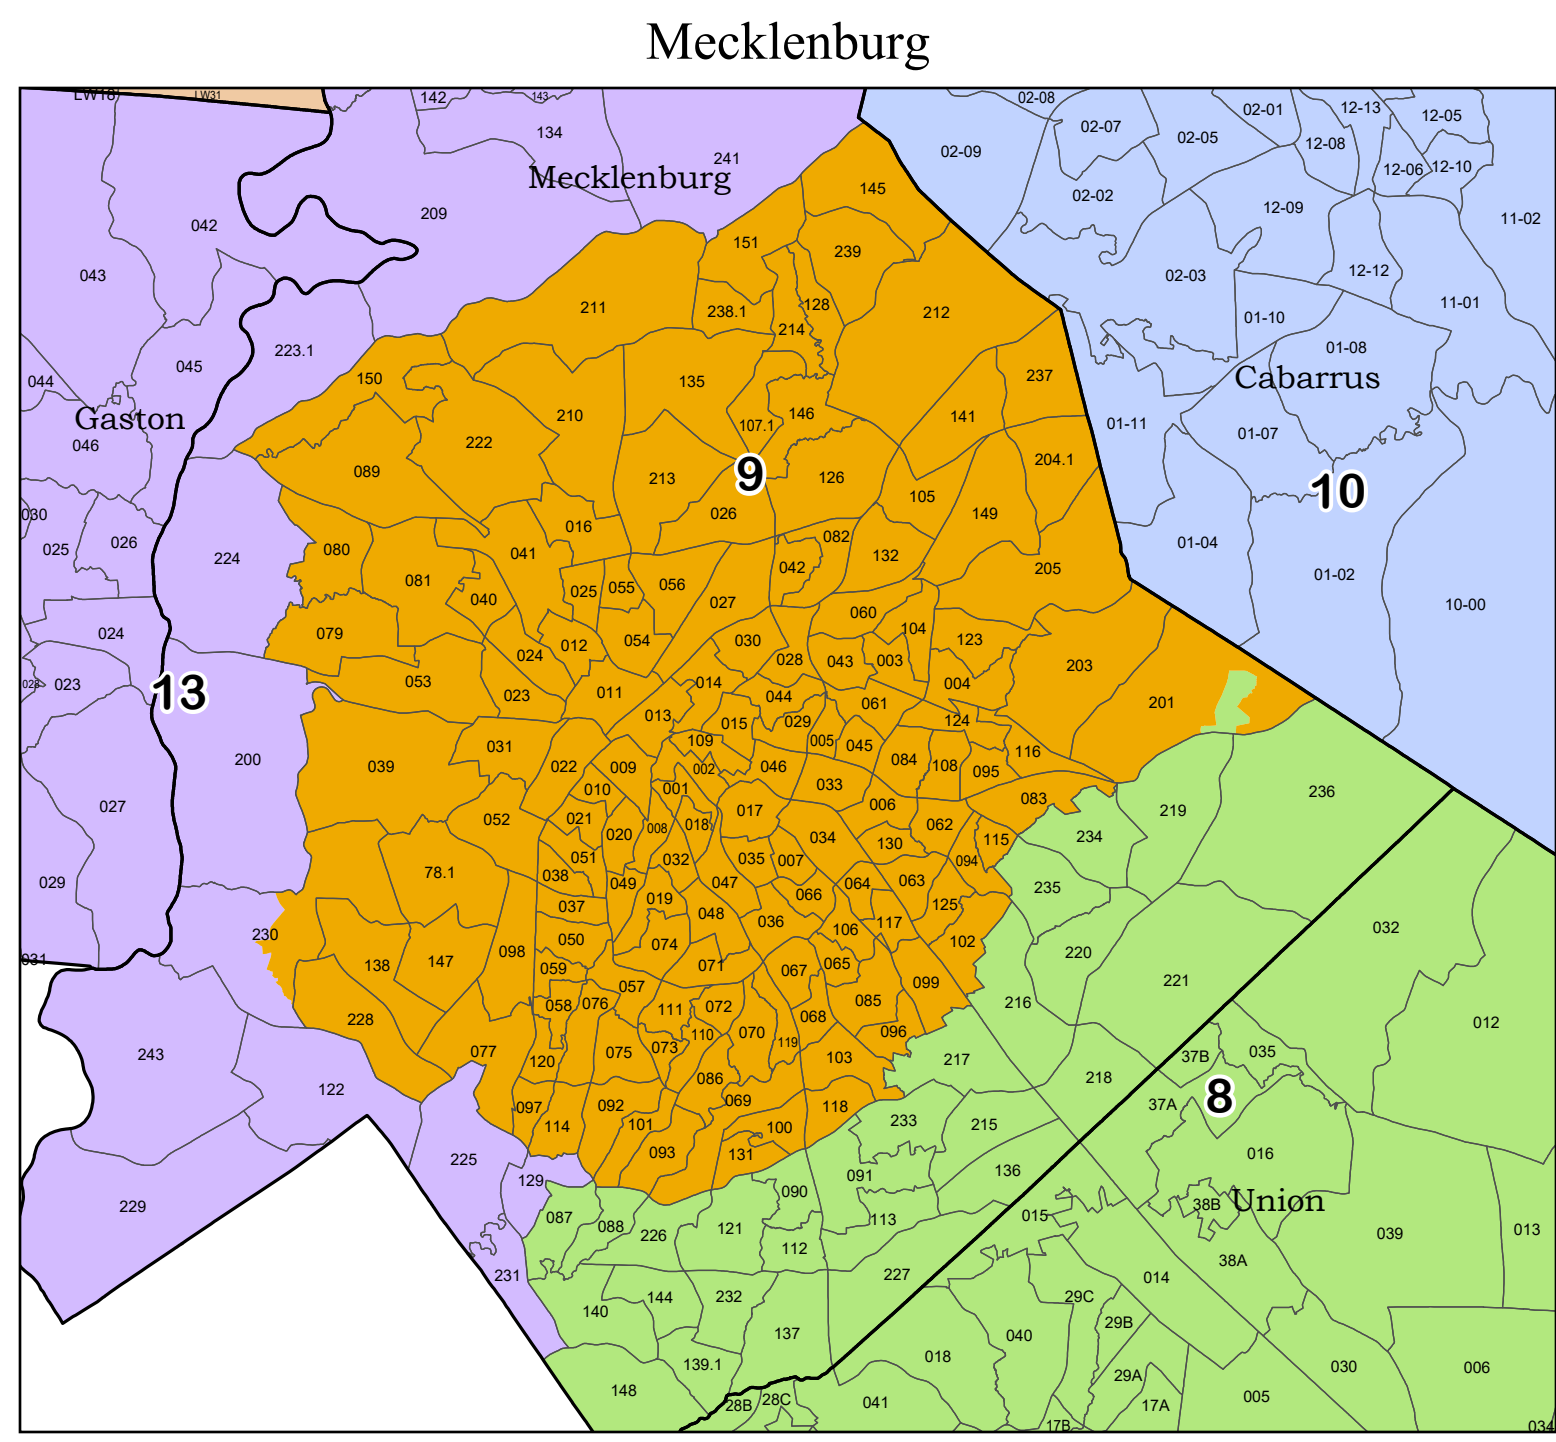 Mecklenburg
LW18 LW31 142 143 02-08 02-01 12-13 12-05
134 02-09 02-07 02-05 12-08 12-06 12-10
241
Mecklenburg 145 02-02 12-09 11-02
042 209 151 239
043 02-03 12-12
211 238.1 214 128 212 11-01
01-10
045 223.1 01-08
044 150 135 237 Cabarrus
Gaston 222 210 107.1 146 141 01-11 01-07
046 089 213 9 126 204.1
105 10
030 026 016 026 149
025 224 080 041 082 132 01-04
081 025 055 056 042 205 01-02
040 027 10-00
024 079 012 054 060 104 123
024 030 028 043 003 203
028 023 13 053 023 011 014 044 004 201
013 015 029 061 124
039 031 109 005 045 116
200 022 009 002 046 084 108 095 236
010 001 033 083
027 052 021 020 008 018 017 006 062 219
034 130 115 234
051 032 035 007 094
029 78.1 038 049 047 064 063 235
037 019 066 125
230 048 036 106 117 032
050 074 102 220
031 138 147 098 059 071 067 065 099 221
057 085 216
228 058 076 111 072 068 012
077 073 110 070 119 096
243 120 075 103 217 37B 035
086 218
122 097 092 069 118 37A 8
114 101 100 233 215
225 093 131 016
129 090 091 136
229 087 088 226 121 113 015 38B Union
112 039 013
231 227 014 38A
140 144 232 29C
137 040 29B
139.1 018 030 006
148 29A
28B 28C 041 17A 005
17B 034